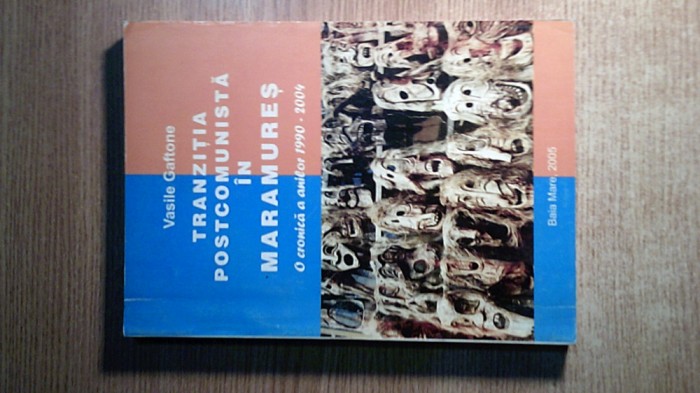 Vasile Gaftone
TRANZIȚIA
POSTCOMUNISTĂ
ÎN
MARAMUREȘ
O cronică a anilor 1990 - 2004
Baia Mare, 2005